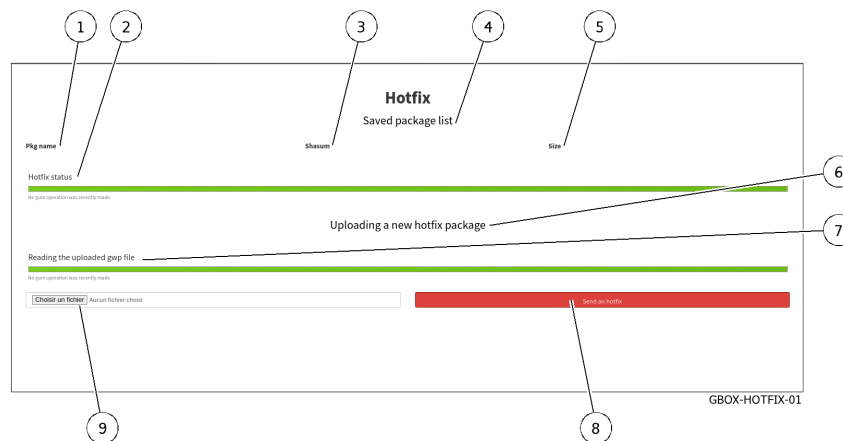 1 2 3 4 5
Hotfix
Saved package list
Pkg name Shasum Size
6
Hotfix status
No gum operation was recently made
Uploading a new hotfix package
7
Reading the uploaded gwp file
No gum operation was recently made
Choisir un fichier Aucun fichier choisi
Send an hotfix
GBOX-HOTFIX-01
9 8